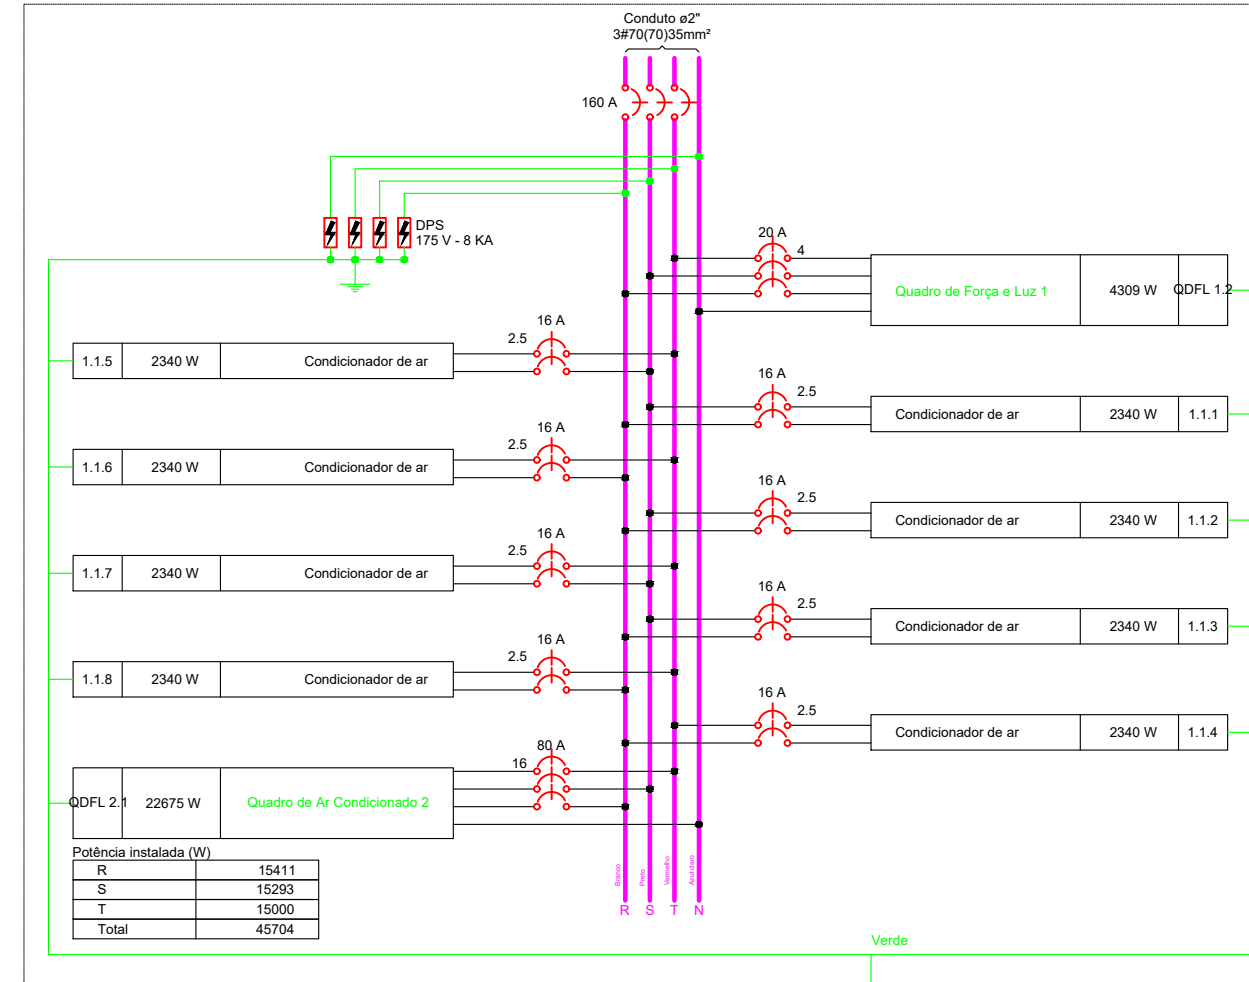 Conduto ø2"
3#70(70)35mm²
160 A
DPS
175 V - 8 KA
20 A
4
Quadro de Força e Luz 1 4309 W QDFL 1.2
16 A
2.5
1.1.5 2340 W Condicionador de ar
16 A
2.5
Condicionador de ar 2340 W 1.1.1
16 A
2.5
1.1.6 2340 W Condicionador de ar
16 A
2.5
Condicionador de ar 2340 W 1.1.2
16 A
2.5
1.1.7 2340 W Condicionador de ar
16 A
2.5
Condicionador de ar 2340 W 1.1.3
16 A
2.5
1.1.8 2340 W Condicionador de ar
16 A
2.5
Condicionador de ar 2340 W 1.1.4
80 A
16
QDFL 2.1 22675 W Quadro de Ar Condicionado 2
Potência instalada (W)
R 15411
S 15293
T 15000
Total 45704
Branco Preto Vermelho Azul claro
R S T N
Verde